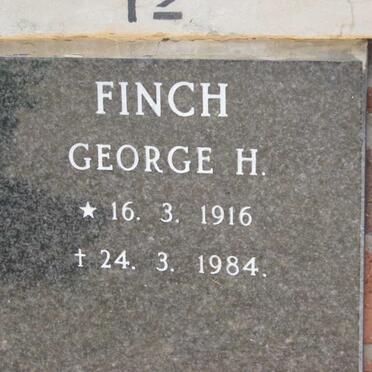 FINCH
GEORGE H.
★ 16. 3. 1916
† 24. 3. 1984.